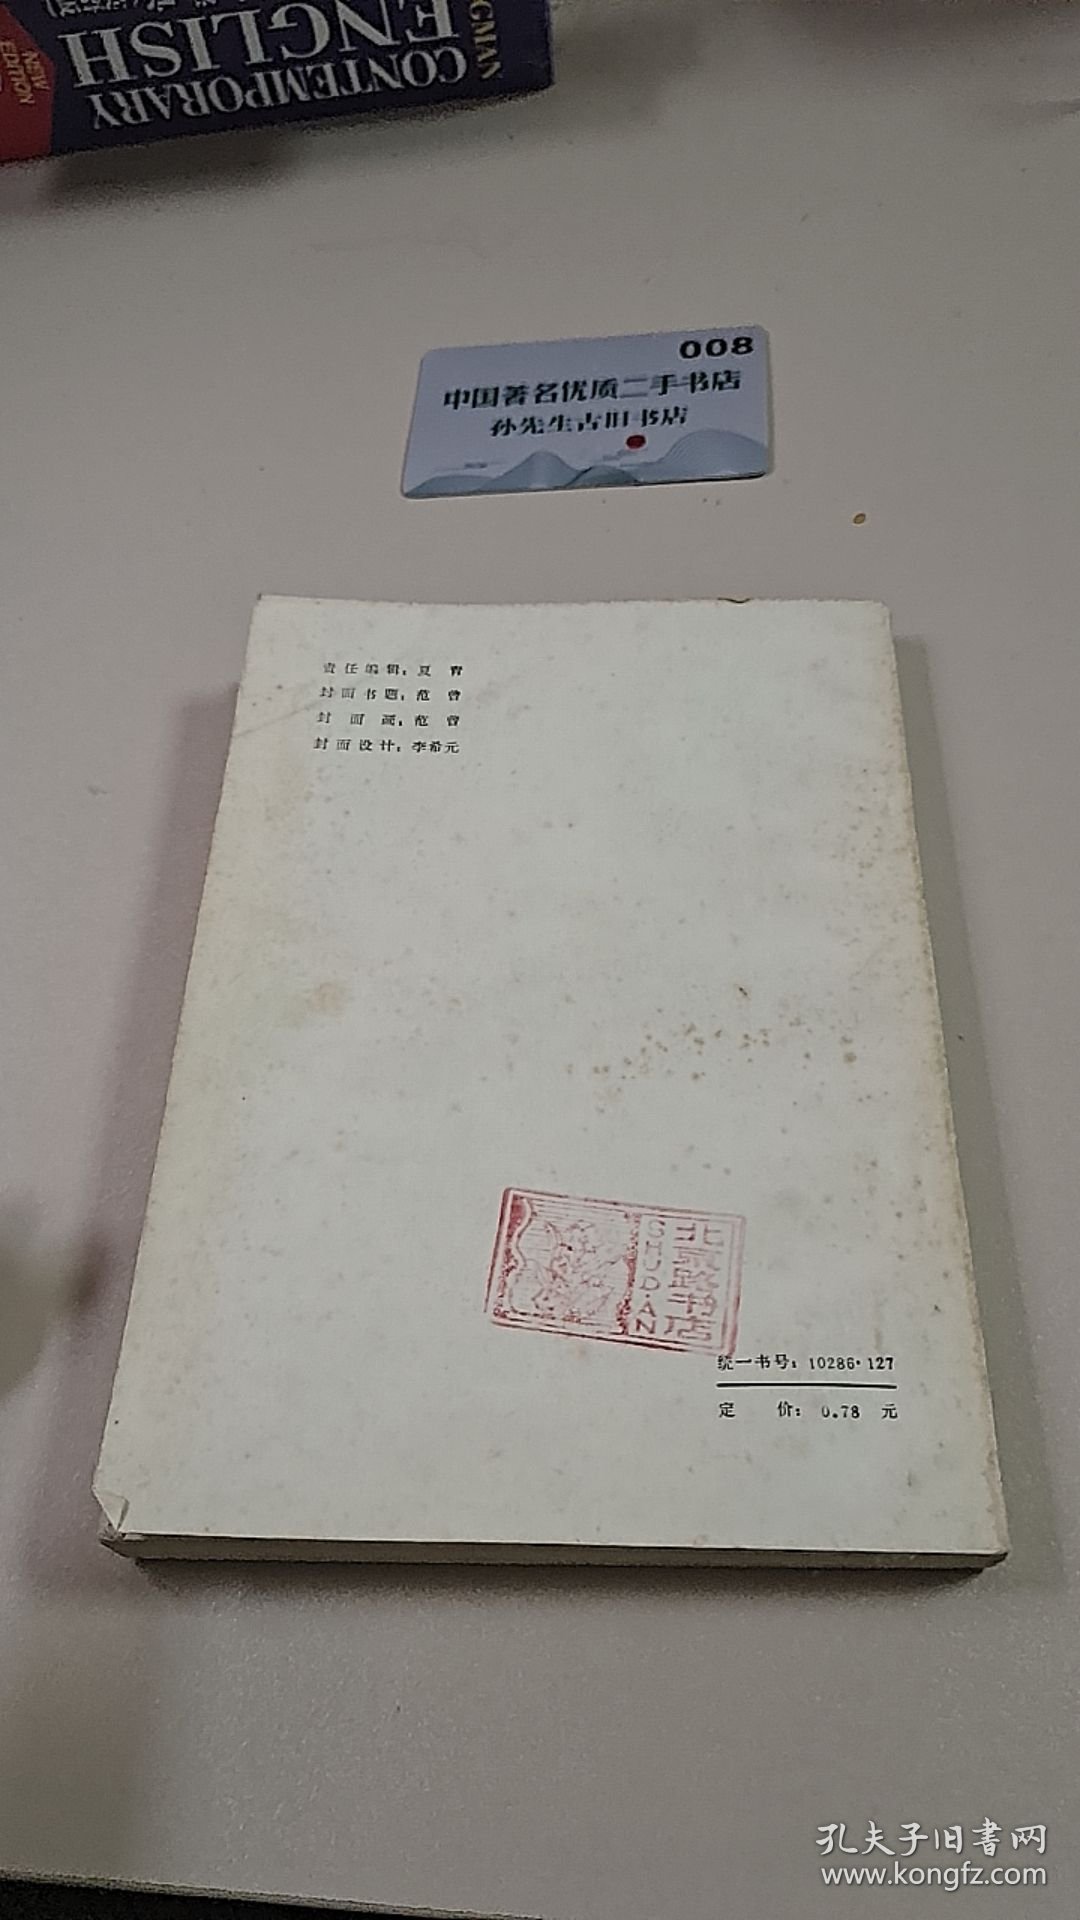 CONTEMPORARY
ENGLISH
NEW
EDITION
008
中国著名优质二手书店
孙先生古旧书店
责任编辑：夏 青
封面书题：范 曾
封 面 画：范 曾
封面设计：李希元
北京路书店
SHUDIAN
统一书号：10286·127
定 价：0.78 元
孔夫子旧書网
www.kongfz.com